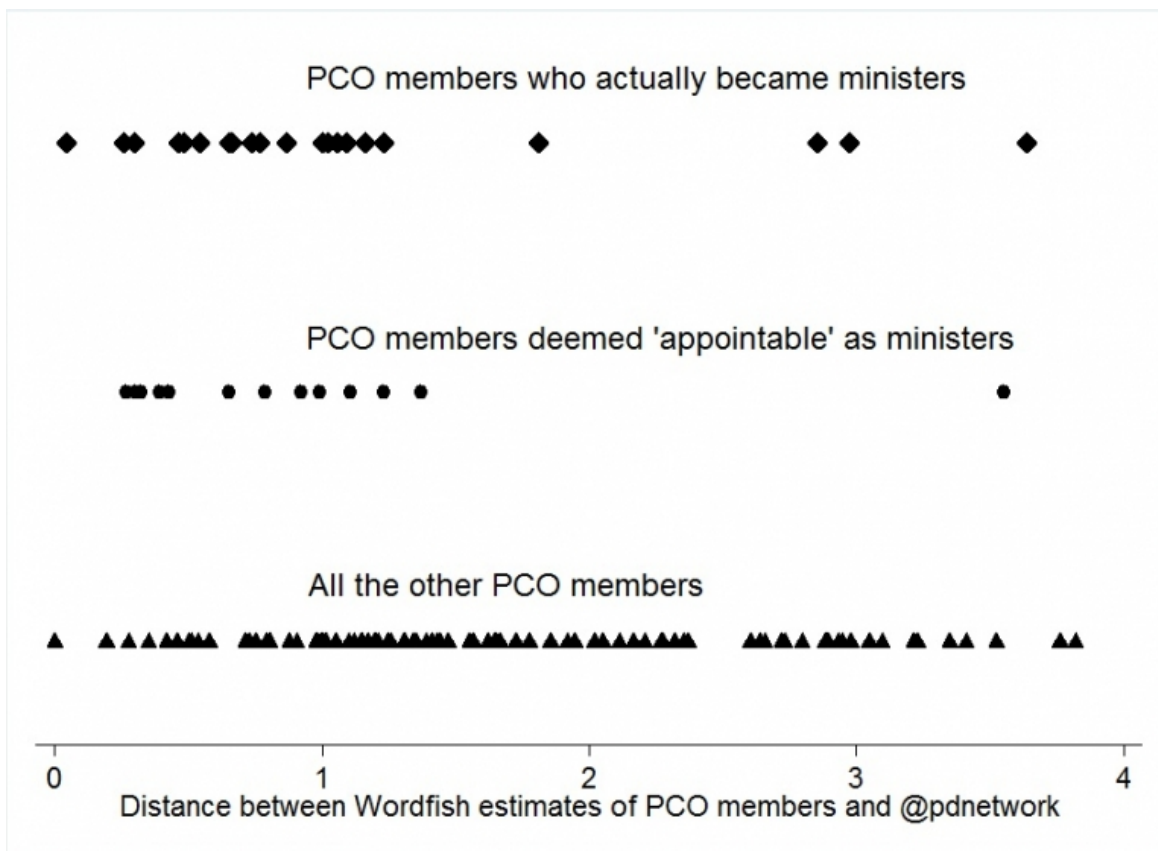 PCO members who actually became ministers
PCO members deemed 'appointable' as ministers
All the other PCO members
0 1 2 3 4
Distance between Wordfish estimates of PCO members and @pdnetwork